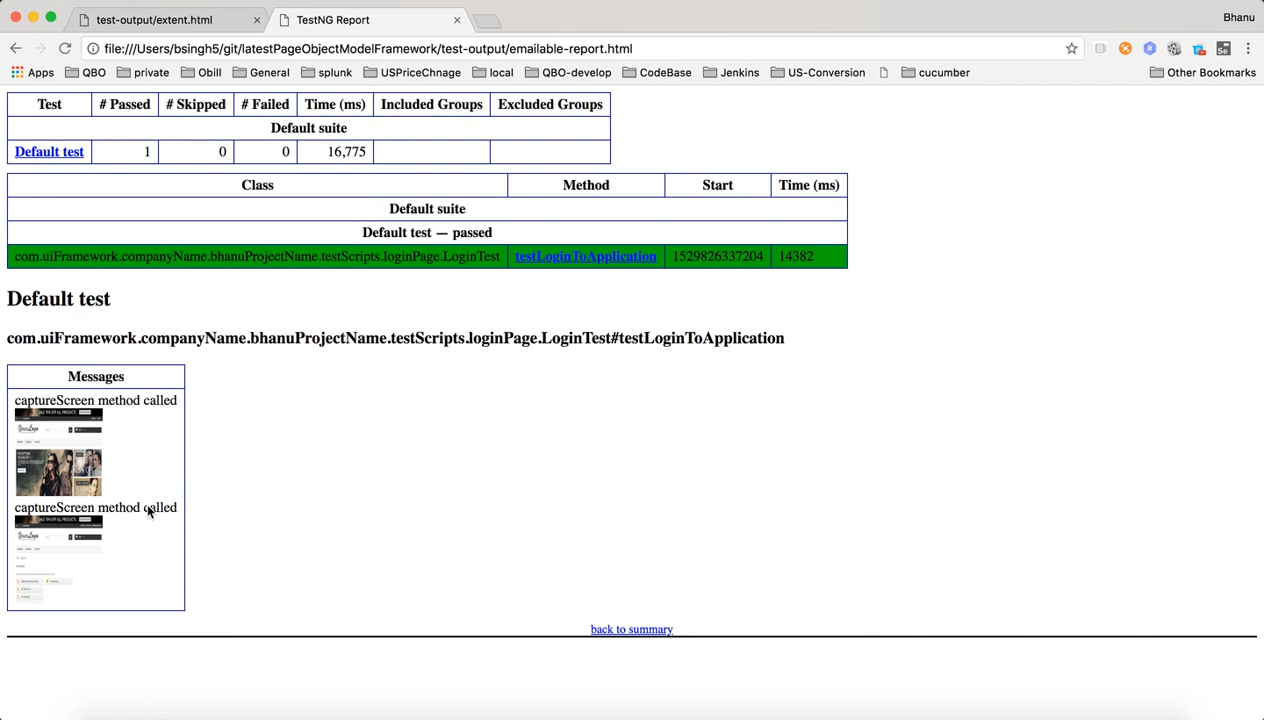 test-output/extent.html
TestNG Report
Bhanu
file:///Users/bsingh5/git/latestPageObjectModelFramework/test-output/emailable-report.html
Apps QBO private Obill General splunk USPriceChnage local QBO-develop CodeBase Jenkins US-Conversion cucumber Other Bookmarks
Test # Passed # Skipped # Failed Time (ms) Included Groups Excluded Groups
Default suite
Default test 1 0 0 16,775
Class Method Start Time (ms)
Default suite
Default test — passed
com.uiFramework.companyName.bhanuProjectName.testScripts.loginPage.LoginTest testLoginToApplication 1529826337204 14382
Default test
com.uiFramework.companyName.bhanuProjectName.testScripts.loginPage.LoginTest#testLoginToApplication
Messages
captureScreen method called
captureScreen method called
back to summary